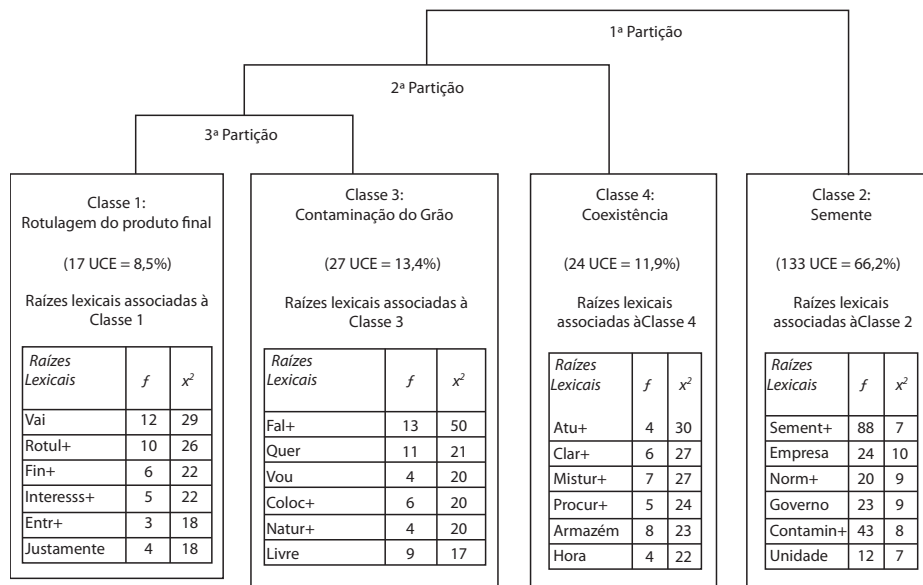 1ª Partição
2ª Partição
3ª Partição
Classe 1:
Rotulagem do produto final
(17 UCE = 8,5%)
Raízes lexicais associadas à
Classe 1
Raízes
Lexicais ƒ x²
Vai 12 29
Rotul+ 10 26
Fin+ 6 22
Interesss+ 5 22
Entr+ 3 18
Justamente 4 18
Classe 3:
Contaminação do Grão
(27 UCE = 13,4%)
Raízes lexicais associadas à
Classe 3
Raízes
Lexicais ƒ x²
Fal+ 13 50
Quer 11 21
Vou 4 20
Coloc+ 6 20
Natur+ 4 20
Livre 9 17
Classe 4:
Coexistência
(24 UCE = 11,9%)
Raízes lexicais
associadas àClasse 4
Raízes
Lexicais ƒ x²
Atu+ 4 30
Clar+ 6 27
Mistur+ 7 27
Procur+ 5 24
Armazém 8 23
Hora 4 22
Classe 2:
Semente
(133 UCE = 66,2%)
Raízes lexicais
associadas àClasse 2
Raízes
Lexicais ƒ x²
Sement+ 88 7
Empresa 24 10
Norm+ 20 9
Governo 23 9
Contamin+ 43 8
Unidade 12 7